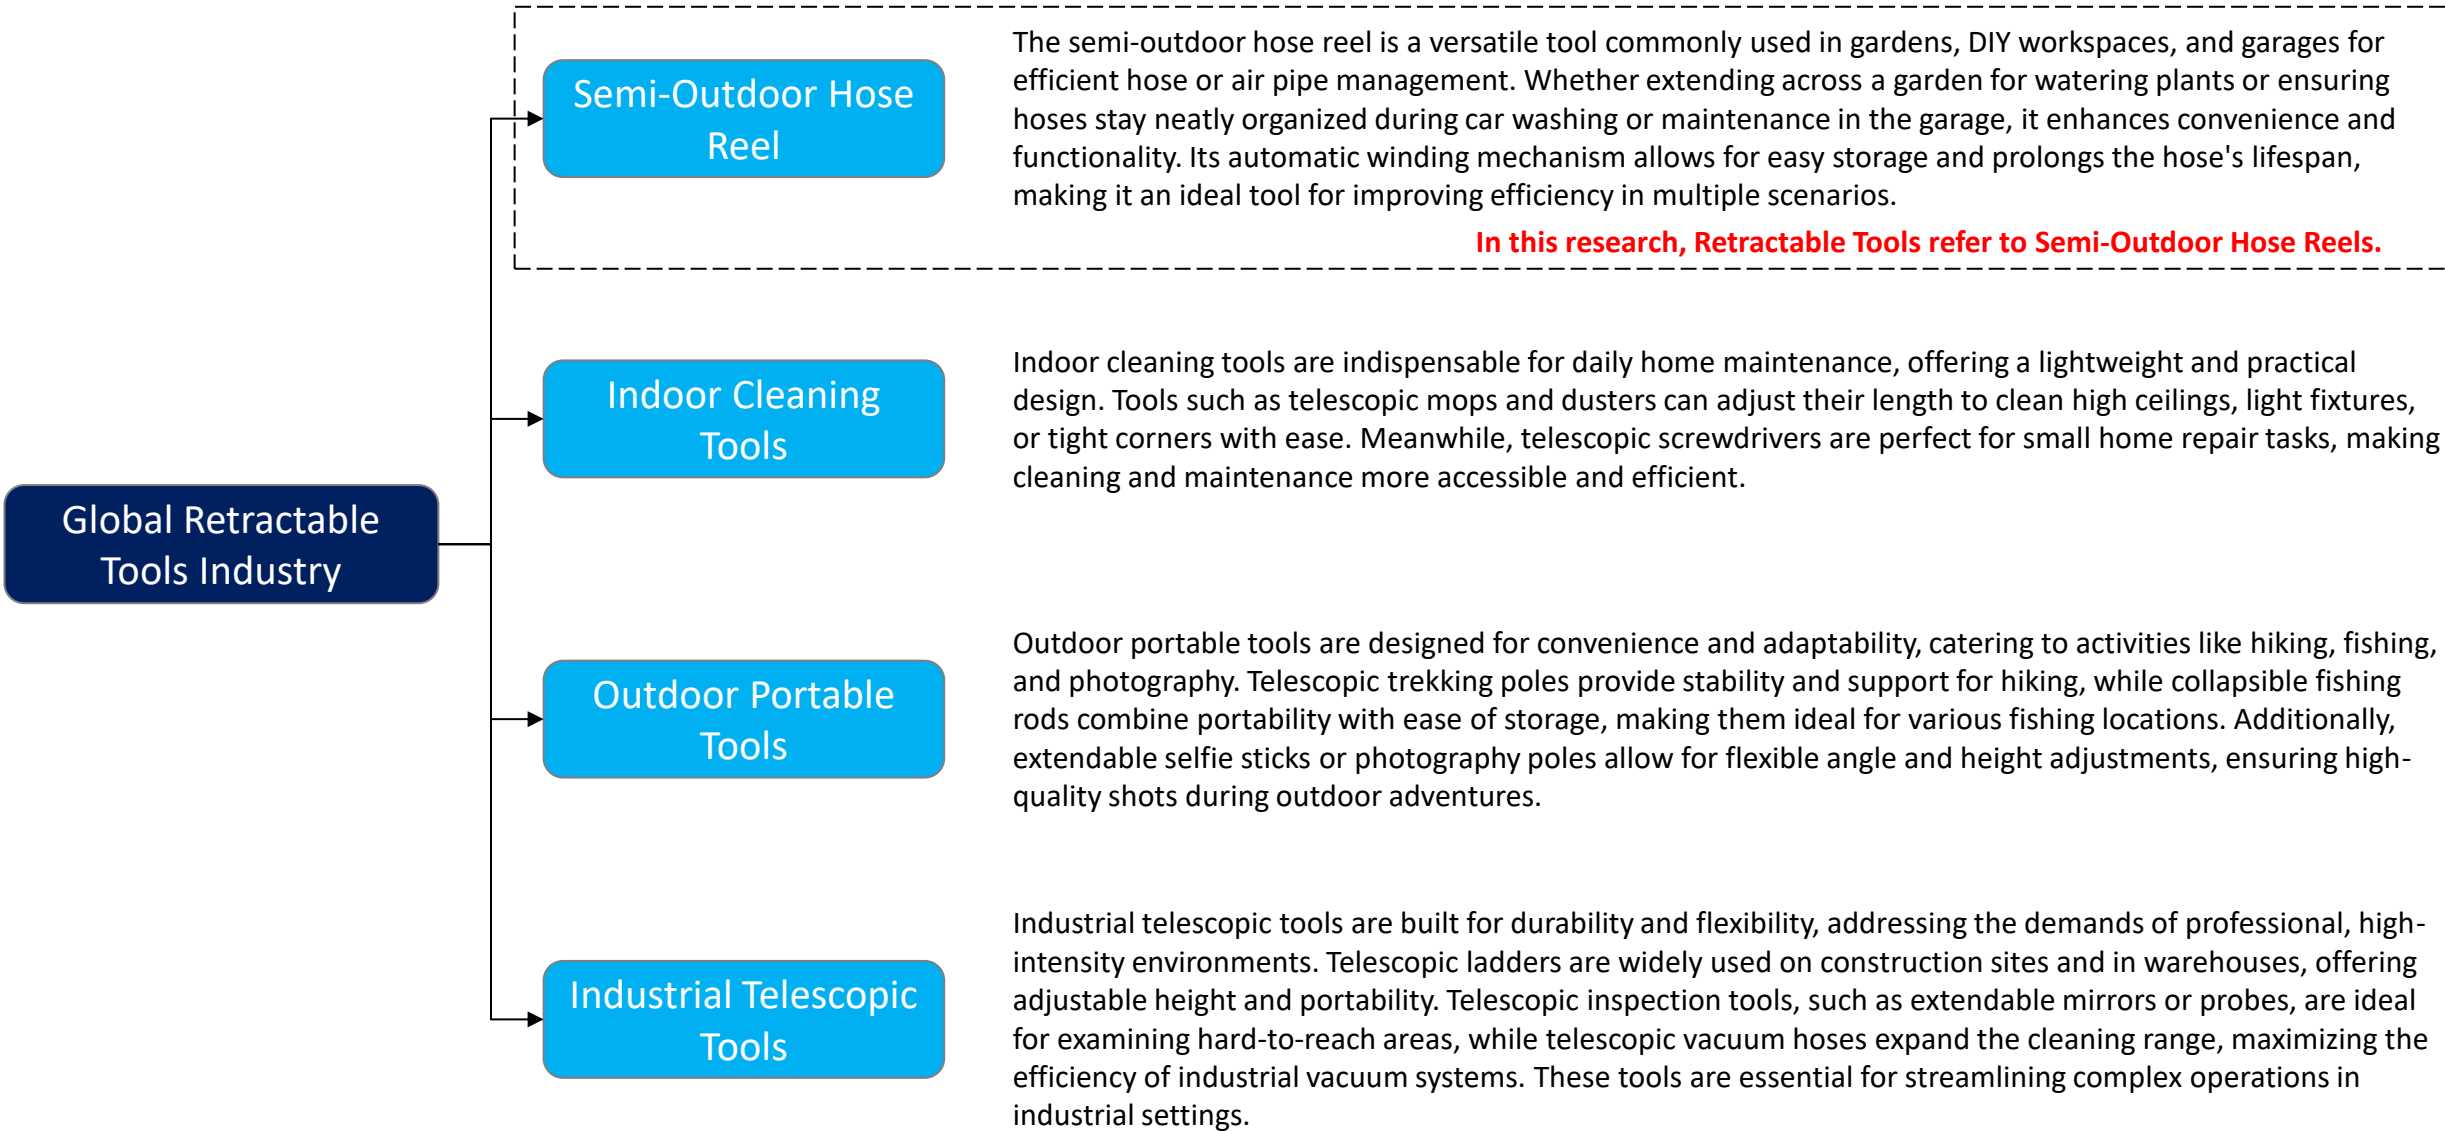 Semi-Outdoor Hose
Reel
The semi-outdoor hose reel is a versatile tool commonly used in gardens, DIY workspaces, and garages for
efficient hose or air pipe management. Whether extending across a garden for watering plants or ensuring
hoses stay neatly organized during car washing or maintenance in the garage, it enhances convenience and
functionality. Its automatic winding mechanism allows for easy storage and prolongs the hose's lifespan,
making it an ideal tool for improving efficiency in multiple scenarios.
In this research, Retractable Tools refer to Semi-Outdoor Hose Reels.
Indoor Cleaning
Tools
Indoor cleaning tools are indispensable for daily home maintenance, offering a lightweight and practical
design. Tools such as telescopic mops and dusters can adjust their length to clean high ceilings, light fixtures,
or tight corners with ease. Meanwhile, telescopic screwdrivers are perfect for small home repair tasks, making
cleaning and maintenance more accessible and efficient.
Global Retractable
Tools Industry
Outdoor Portable
Tools
Outdoor portable tools are designed for convenience and adaptability, catering to activities like hiking, fishing,
and photography. Telescopic trekking poles provide stability and support for hiking, while collapsible fishing
rods combine portability with ease of storage, making them ideal for various fishing locations. Additionally,
extendable selfie sticks or photography poles allow for flexible angle and height adjustments, ensuring high-
quality shots during outdoor adventures.
Industrial Telescopic
Tools
Industrial telescopic tools are built for durability and flexibility, addressing the demands of professional, high-
intensity environments. Telescopic ladders are widely used on construction sites and in warehouses, offering
adjustable height and portability. Telescopic inspection tools, such as extendable mirrors or probes, are ideal
for examining hard-to-reach areas, while telescopic vacuum hoses expand the cleaning range, maximizing the
efficiency of industrial vacuum systems. These tools are essential for streamlining complex operations in
industrial settings.